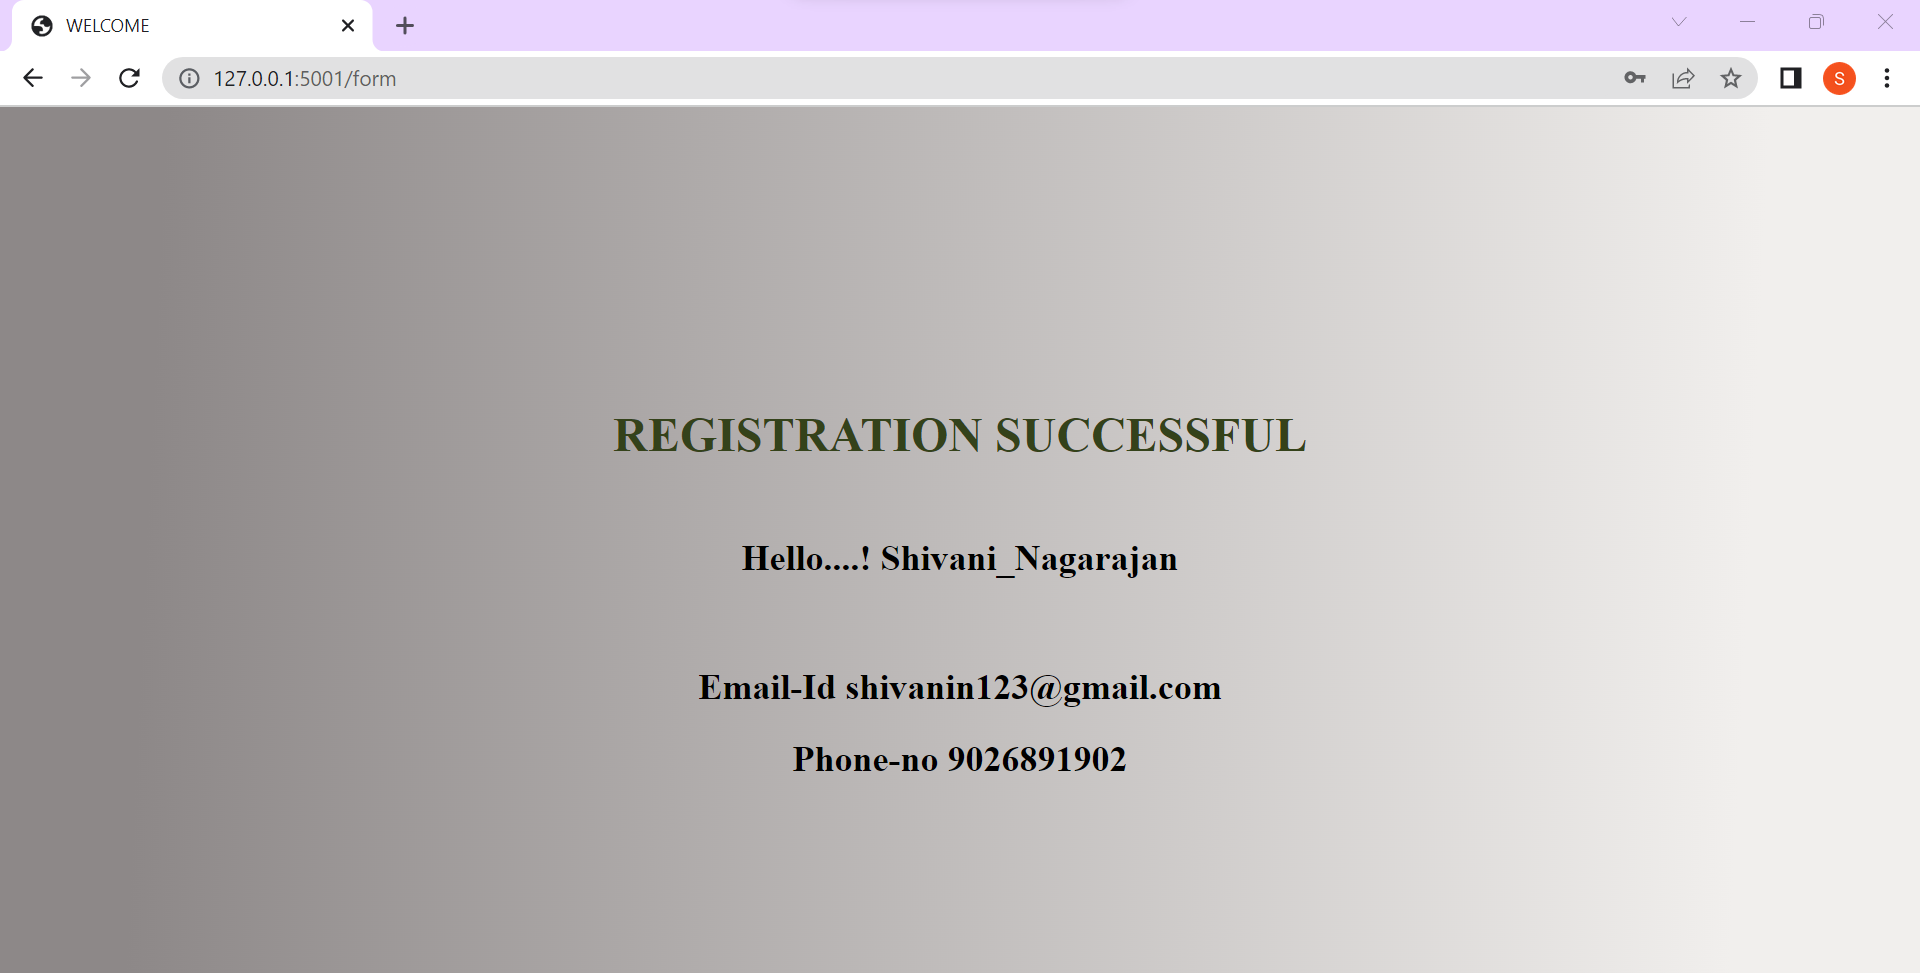 WELCOME
127.0.0.1:5001/form
S
REGISTRATION SUCCESSFUL
Hello....! Shivani_Nagarajan
Email-Id shivanin123@gmail.com
Phone-no 9026891902